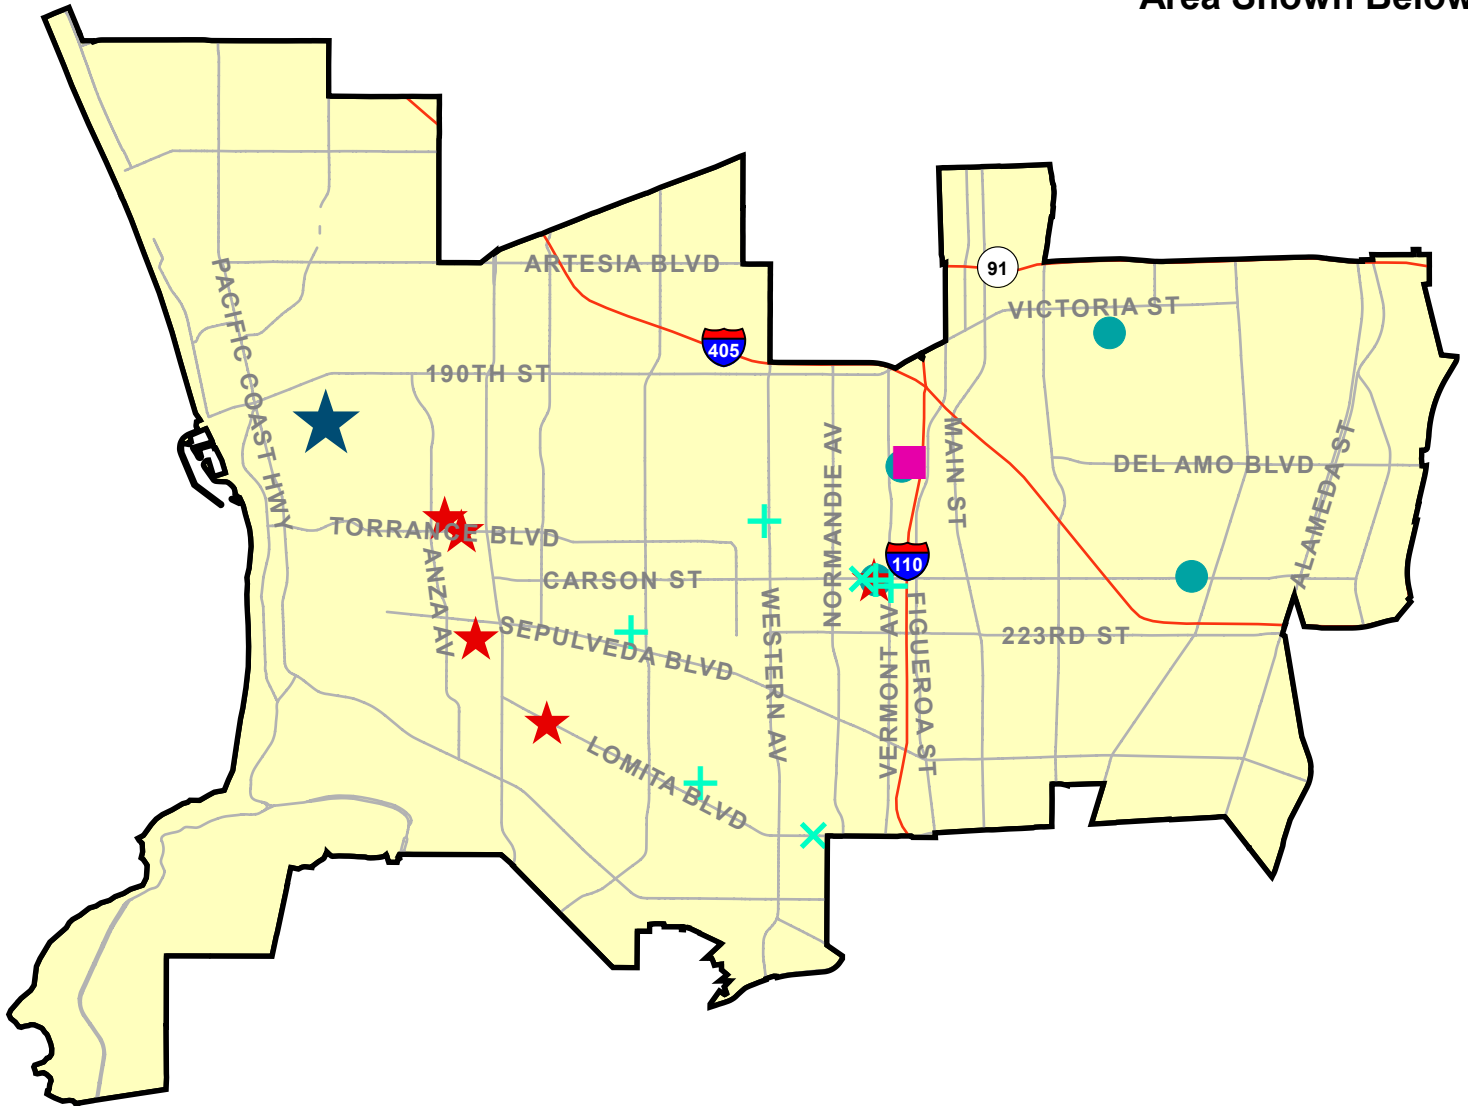 Area Shown Below
ARTESIA BLVD
91
VICTORIA ST
405
190TH ST
PACIFIC COAST HWY
NORMANDIE AV
MAIN ST
DEL AMO BLVD
ALAMEDA ST
TORRANCE BLVD
110
ANZA AV
CARSON ST
WESTERN AV
VERMONT AV
FIGUEROA ST
SEPULVEDA BLVD
223RD ST
LOMITA BLVD